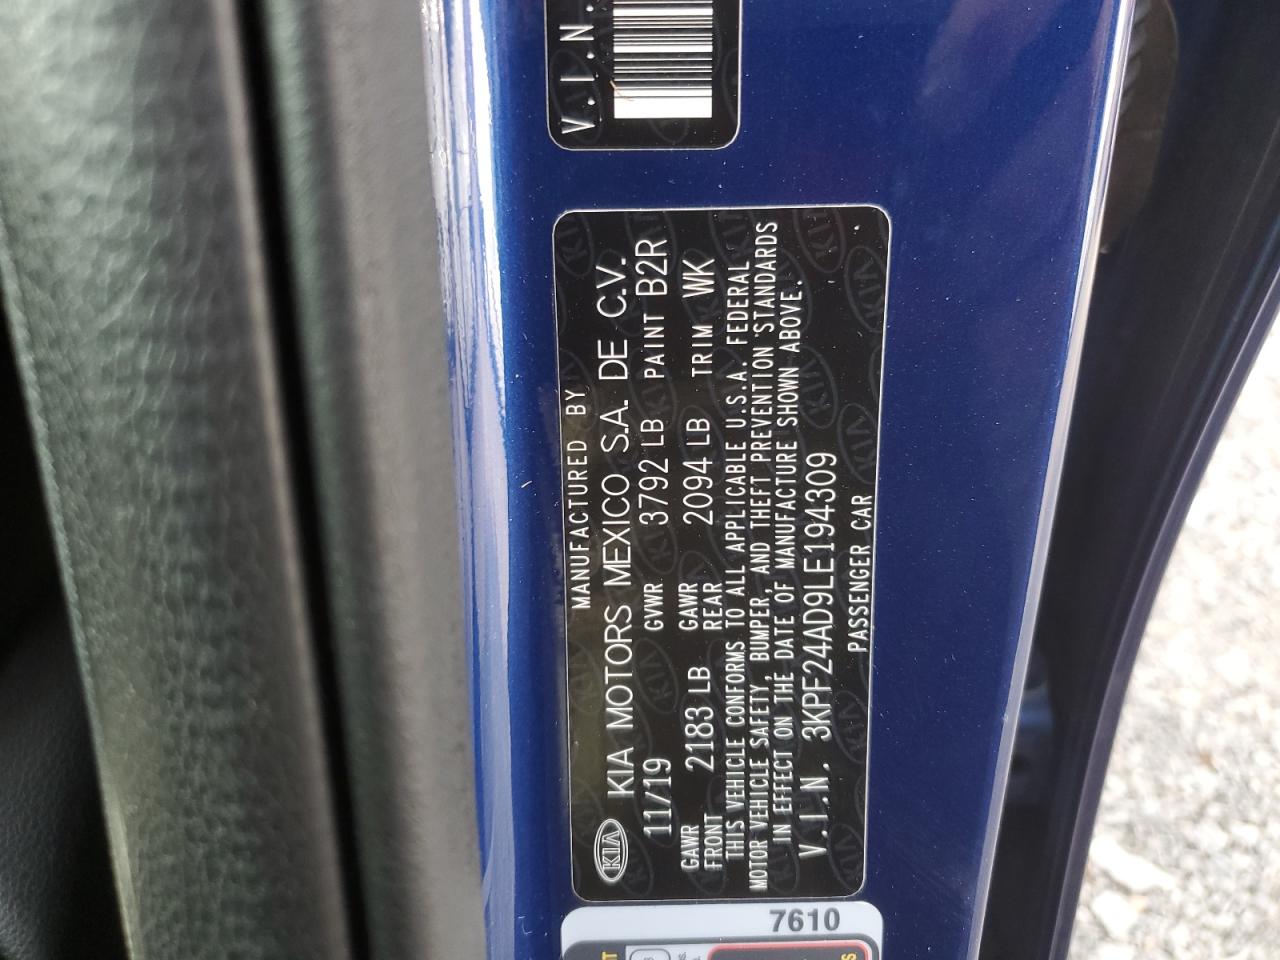 V.I.N.
MANUFACTURED BY
KIA KIA MOTORS MEXICO S.A. DE C.V.
11/19 GVWR 3792 LB PAINT B2R
GAWR FRONT 2183 LB GAWR REAR 2094 LB TRIM WK
THIS VEHICLE CONFORMS TO ALL APPLICABLE U.S.A. FEDERAL
MOTOR VEHICLE SAFETY, BUMPER, AND THEFT PREVENTION STANDARDS
IN EFFECT ON THE DATE OF MANUFACTURE SHOWN ABOVE.
V.I.N. 3KPF24AD9LE194309
PASSENGER CAR
7610